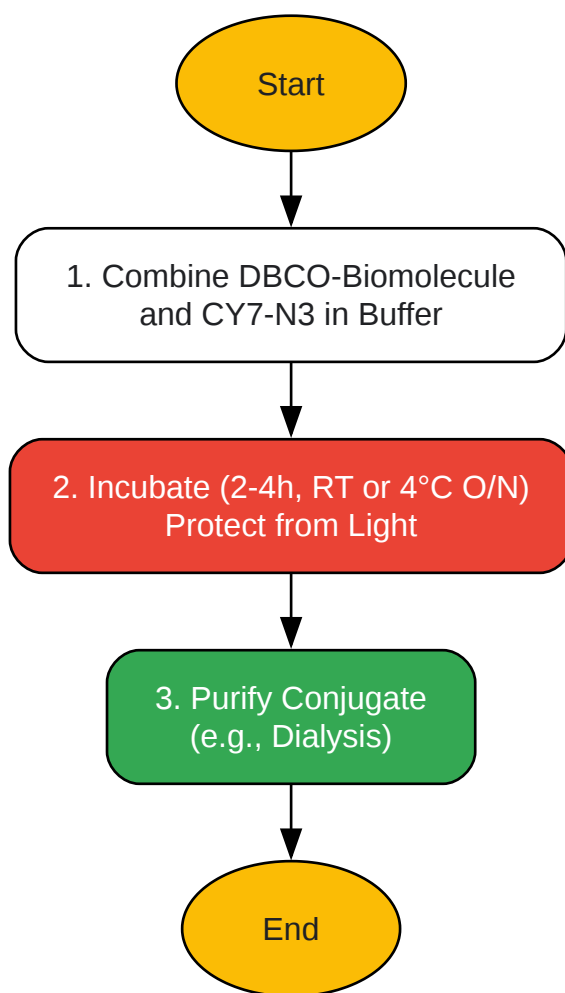 Start
1. Combine DBCO-Biomolecule
and CY7-N3 in Buffer
2. Incubate (2-4h, RT or 4°C O/N)
Protect from Light
3. Purify Conjugate
(e.g., Dialysis)
End